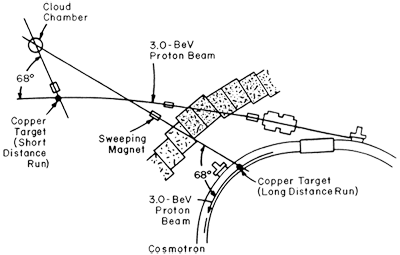 Cloud
Chamber
3.0-BeV
Proton Beam
68°
Copper
Target
(Short
Distance
Run)
Sweeping
Magnet
68°
3.0-BeV
Proton
Beam
Copper Target
(Long Distance Run)
Cosmotron